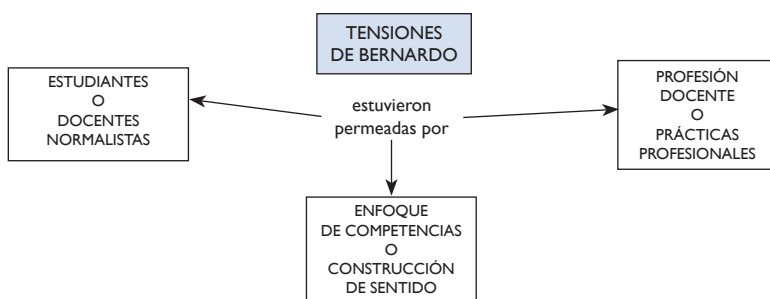 TENSIONES
DE BERNARDO
ESTUDIANTES
O
DOCENTES
NORMALISTAS
estuvieron
permeadas por
PROFESIÓN
DOCENTE
O
PRÁCTICAS
PROFESIONALES
ENFOQUE
DE COMPETENCIAS
O
CONSTRUCCIÓN
DE SENTIDO